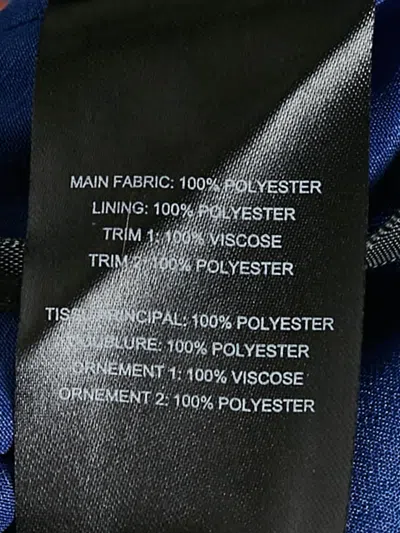 MAIN FABRIC: 100% POLYESTER
LINING: 100% POLYESTER
TRIM 1: 100% VISCOSE
TRIM 2: 100% POLYESTER
TISSU PRINCIPAL: 100% POLYESTER
DOUBLURE: 100% POLYESTER
ORNEMENT 1: 100% VISCOSE
ORNEMENT 2: 100% POLYESTER